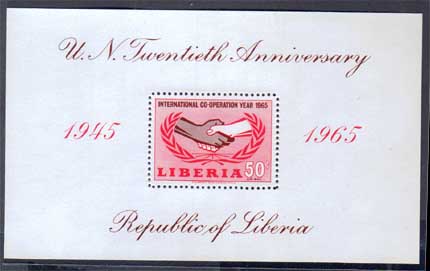 U. N. Twentieth Anniversary
INTERNATIONAL CO-OPERATION YEAR 1965
1945
1965
LIBERIA 50
Republic of Liberia